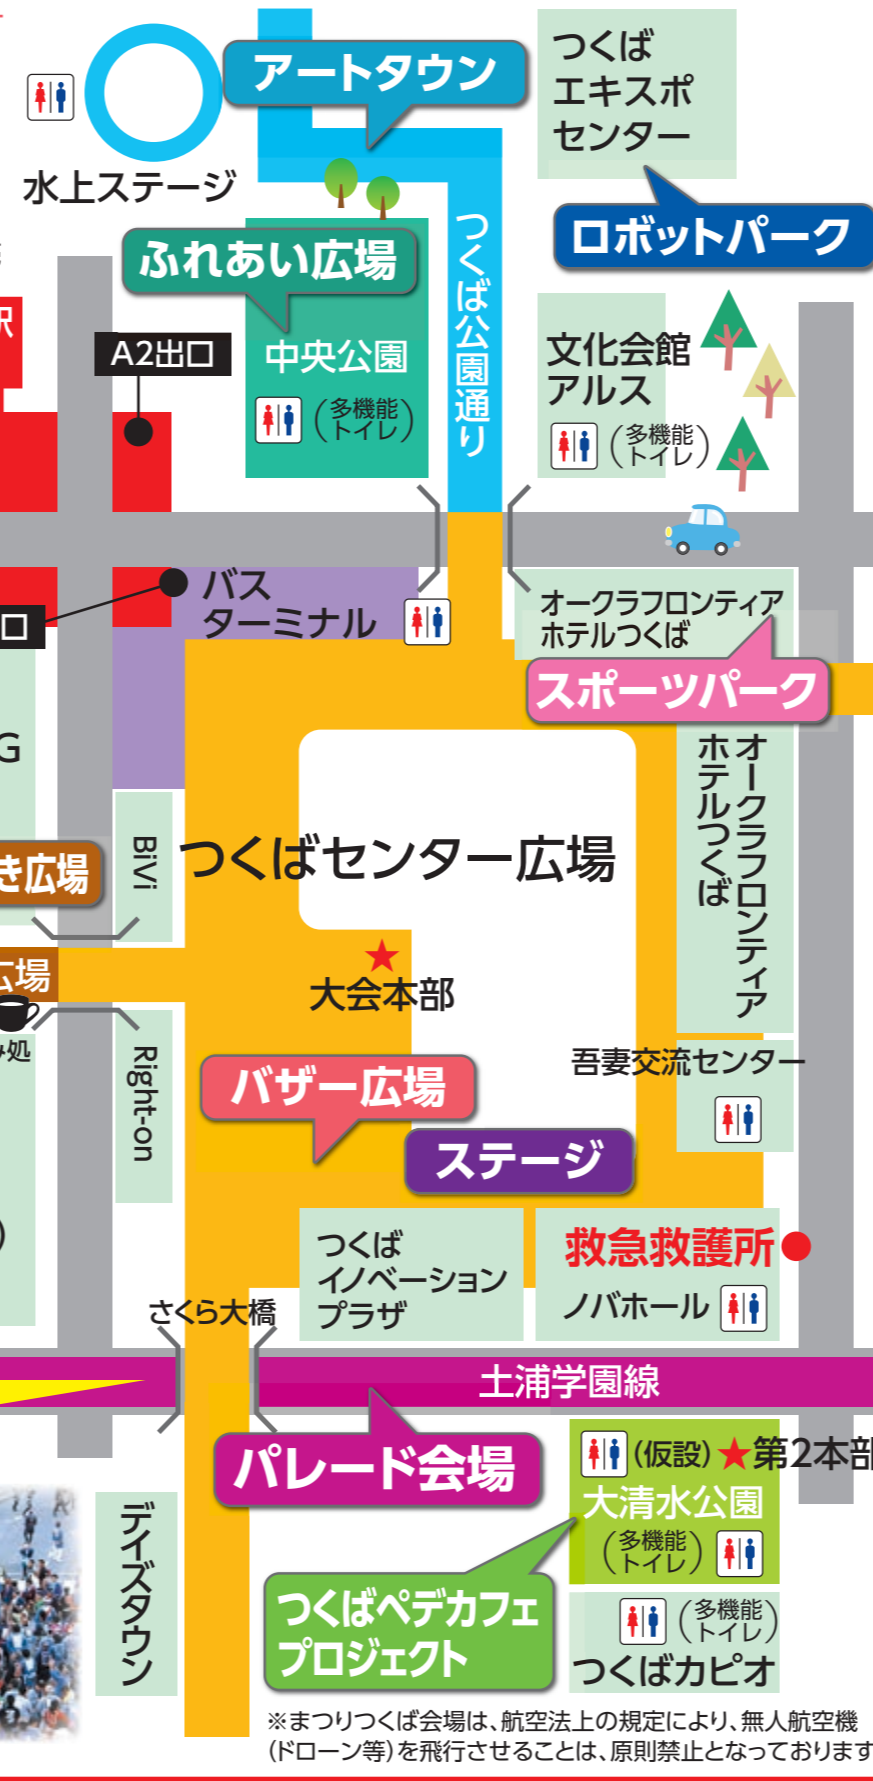 アートタウン
つくば
エキスポ
センター
水上ステージ
ロボットパーク
ふれあい広場
つくば公園通り
駅
A2出口
中央公園
(多機能
トイレ)
文化会館
アルス
(多機能
トイレ)
バス
ターミナル
口
オークラフロンティア
ホテルつくば
スポーツパーク
G
オークラフロンティア
ホテルつくば
き広場
BiVi
つくばセンター広場
広場
大会本部
み処
Right-on
吾妻交流センター
バザー広場
ステージ
)
つくば
イノベーション
プラザ
救急救護所
ノバホール
さくら大橋
土浦学園線
パレード会場
(仮設)★第2本部
大清水公園
(多機能
トイレ)
デイズタウン
つくばペデカフェ
プロジェクト
(多機能
トイレ)
つくばカピオ
※まつりつくば会場は、航空法上の規定により、無人航空機
(ドローン等)を飛行させることは、原則禁止となっております